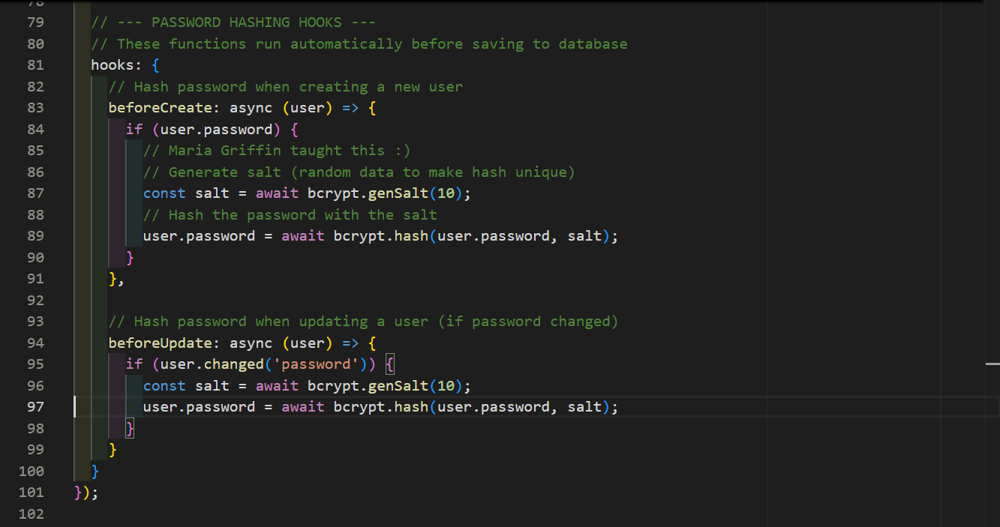 78
79 // --- PASSWORD HASHING HOOKS ---
80 // These functions run automatically before saving to database
81 hooks: {
82 // Hash password when creating a new user
83 beforeCreate: async (user) => {
84 if (user.password) {
85 // Maria Griffin taught this :)
86 // Generate salt (random data to make hash unique)
87 const salt = await bcrypt.genSalt(10);
88 // Hash the password with the salt
89 user.password = await bcrypt.hash(user.password, salt);
90 }
91 },
92
93 // Hash password when updating a user (if password changed)
94 beforeUpdate: async (user) => {
95 if (user.changed('password')) {
96 const salt = await bcrypt.genSalt(10);
97 user.password = await bcrypt.hash(user.password, salt);
98 }
99 }
100 }
101 });
102